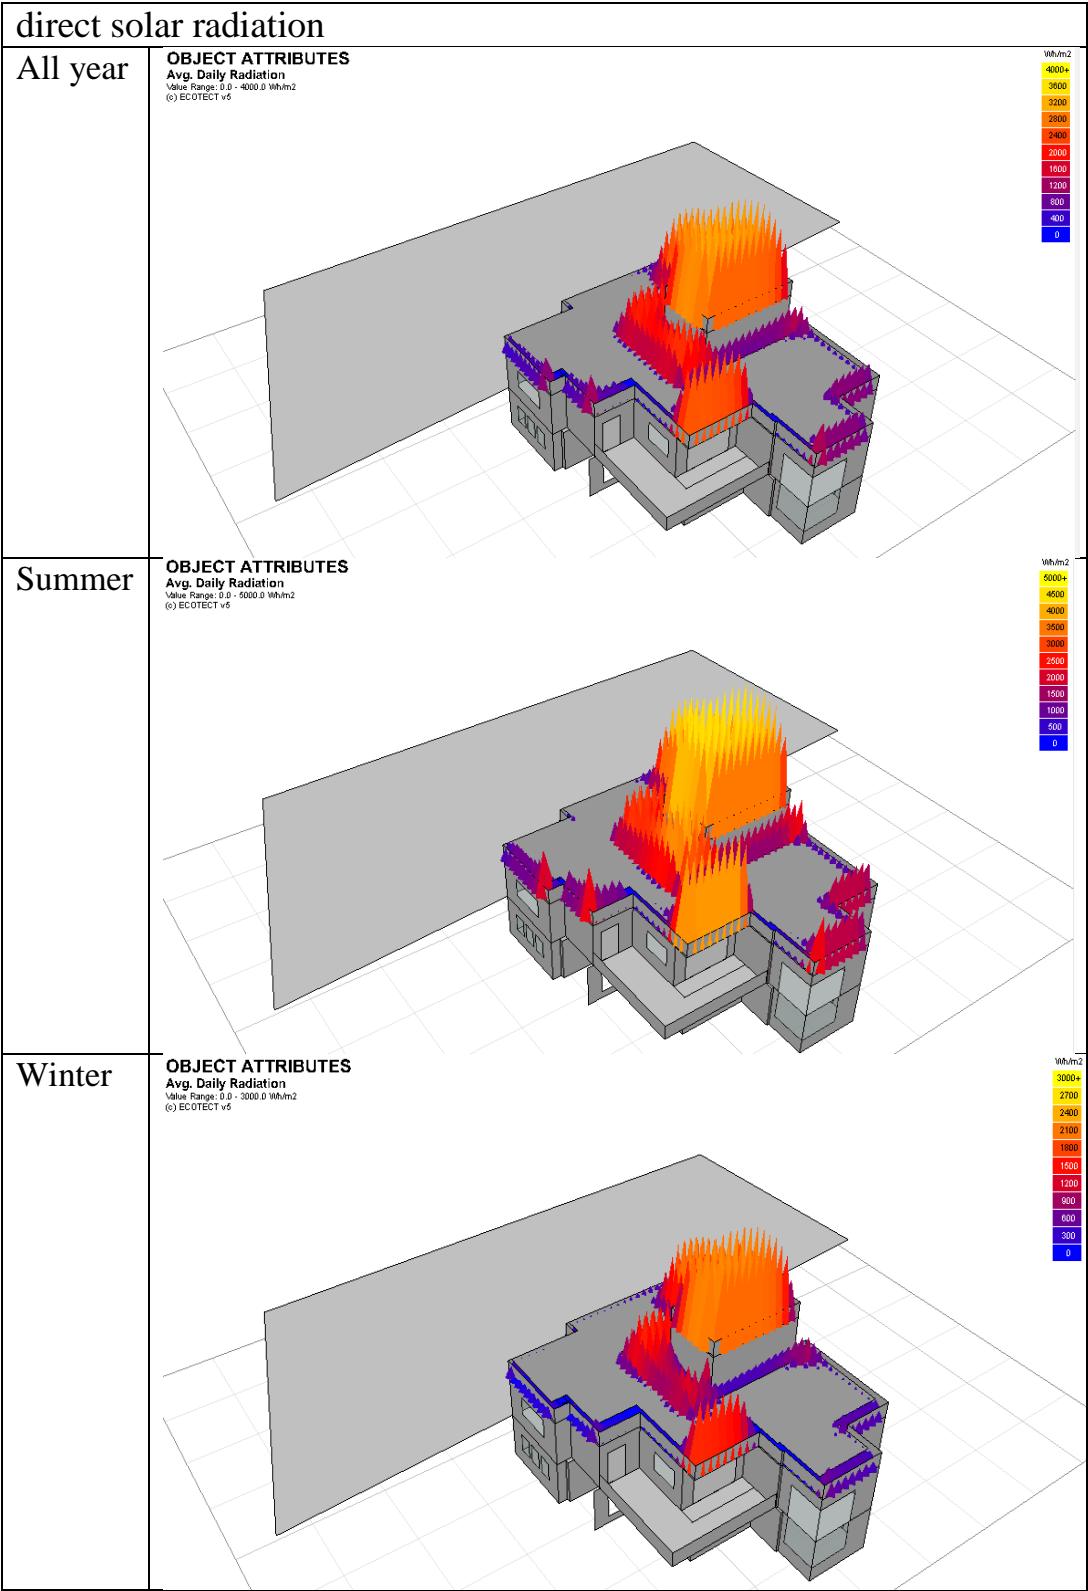 direct solar radiation
All year
OBJECT ATTRIBUTES
Avg. Daily Radiation
Value Range: 0.0 - 4000.0 Wh/m2
(c) ECOTECT v5
Wh/m2
4000+
3600
3200
2800
2400
2000
1600
1200
800
400
0
Summer
OBJECT ATTRIBUTES
Avg. Daily Radiation
Value Range: 0.0 - 5000.0 Wh/m2
(c) ECOTECT v5
Wh/m2
5000+
4500
4000
3500
3000
2500
2000
1500
1000
500
0
Winter
OBJECT ATTRIBUTES
Avg. Daily Radiation
Value Range: 0.0 - 3000.0 Wh/m2
(c) ECOTECT v5
Wh/m2
3000+
2700
2400
2100
1800
1500
1200
900
600
300
0